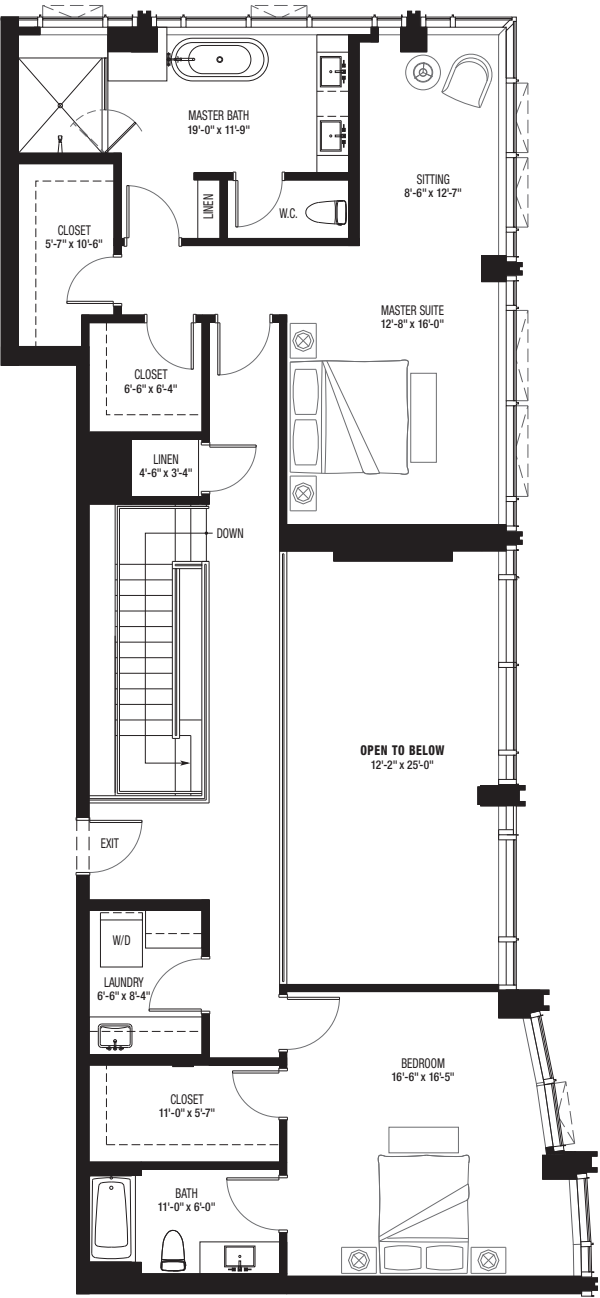 MASTER BATH
19'-0" x 11'-9"
SITTING
8'-6" x 12'-7"
LINEN
W.C.
CLOSET
5'-7" x 10'-6"
MASTER SUITE
12'-8" x 16'-0"
CLOSET
6'-6" x 6'-4"
LINEN
4'-6" x 3'-4"
DOWN
OPEN TO BELOW
12'-2" x 25'-0"
EXIT
W/D
LAUNDRY
6'-6" x 8'-4"
BEDROOM
16'-6" x 16'-5"
CLOSET
11'-0" x 5'-7"
BATH
11'-0" x 6'-0"